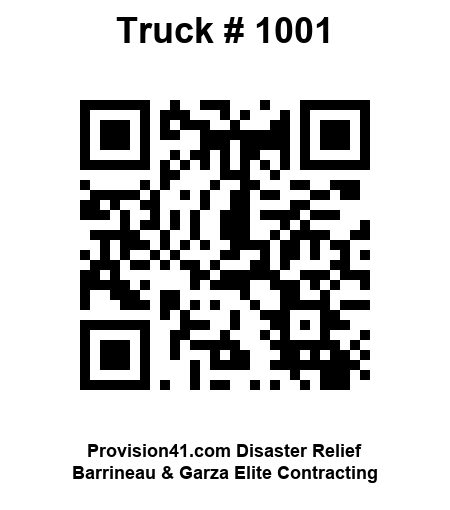 Truck # 1001
Provision41.com Disaster Relief
Barrineau & Garza Elite Contracting